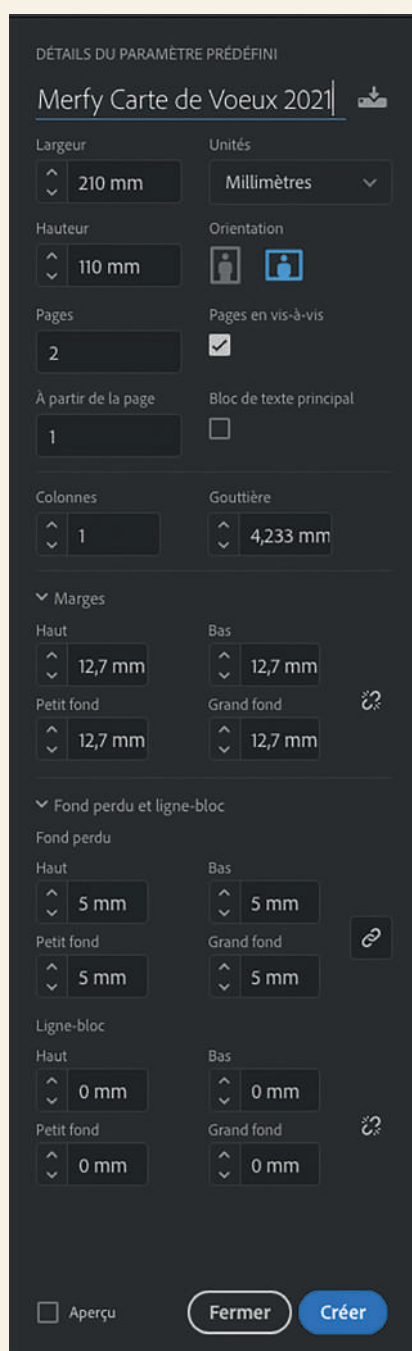 DÉTAILS DU PARAMÈTRE PRÉDÉFINI
Merfy Carte de Voeux 2021
Largeur Unités
210 mm Millimètres
Hauteur Orientation
110 mm
Pages Pages en vis-à-vis
2
À partir de la page Bloc de texte principal
1
Colonnes Gouttière
1 4,233 mm
Marges
Haut Bas
12,7 mm 12,7 mm
Petit fond Grand fond
12,7 mm 12,7 mm
Fond perdu et ligne-bloc
Fond perdu
Haut Bas
5 mm 5 mm
Petit fond Grand fond
5 mm 5 mm
Ligne-bloc
Haut Bas
0 mm 0 mm
Petit fond Grand fond
0 mm 0 mm
Aperçu Fermer Créer